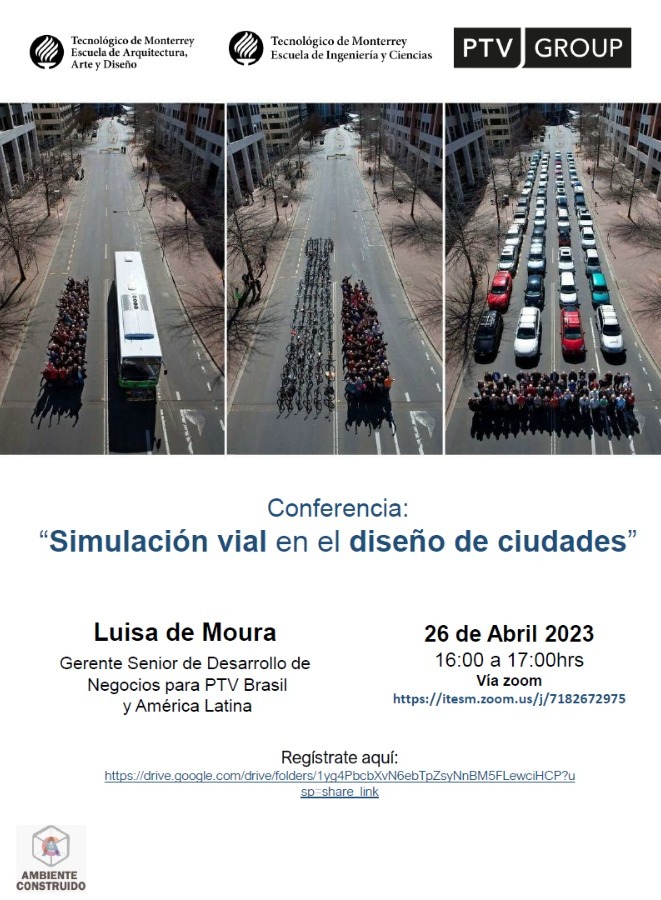 Tecnológico de Monterrey
Escuela de Arquitectura,
Arte y Diseño
Tecnológico de Monterrey
Escuela de Ingeniería y Ciencias
PTV GROUP
Conferencia:
“Simulación vial en el diseño de ciudades”
Luisa de Moura
Gerente Senior de Desarrollo de
Negocios para PTV Brasil
y América Latina
26 de Abril 2023
16:00 a 17:00hrs
Vía zoom
https://itesm.zoom.us/j/7182672975
Regístrate aquí:
https://drive.google.com/drive/folders/1yg4PbcbXvN6ebTpZsyNnBM5FLewciHCP?u
sp=share_link
AMBIENTE
CONSTRUIDO